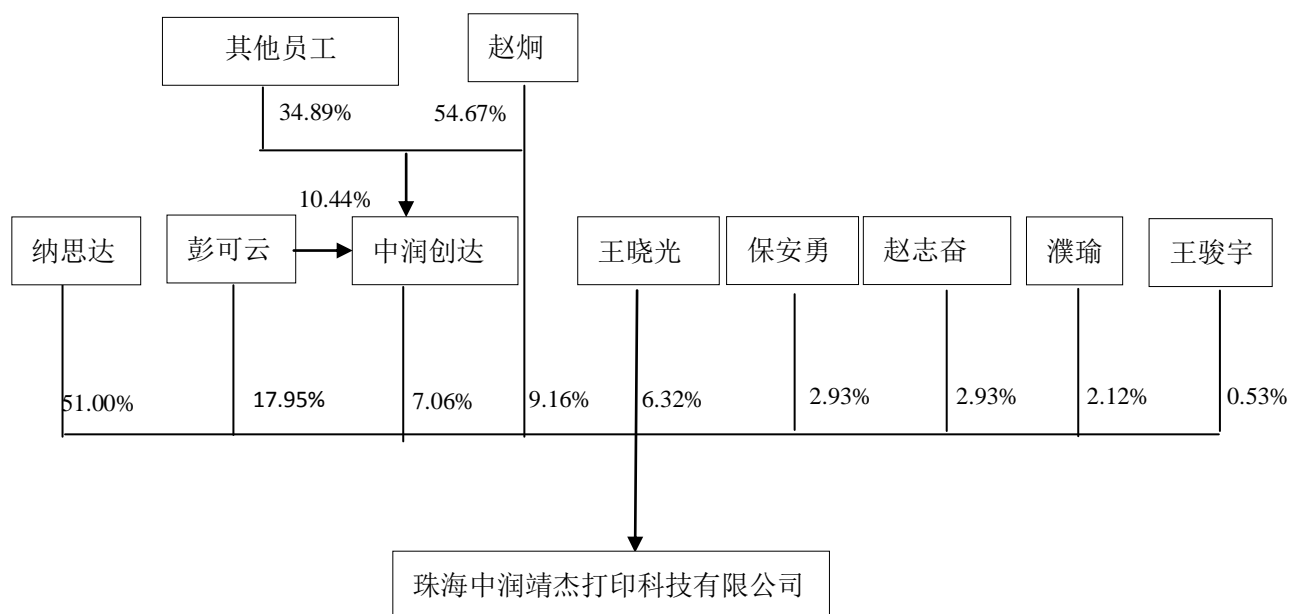 其他员工
赵炯
34.89%
54.67%
10.44%
纳思达
彭可云
中润创达
王晓光
保安勇
赵志奋
濮瑜
王骏宇
51.00%
17.95%
7.06%
9.16%
6.32%
2.93%
2.93%
2.12%
0.53%
珠海中润靖杰打印科技有限公司